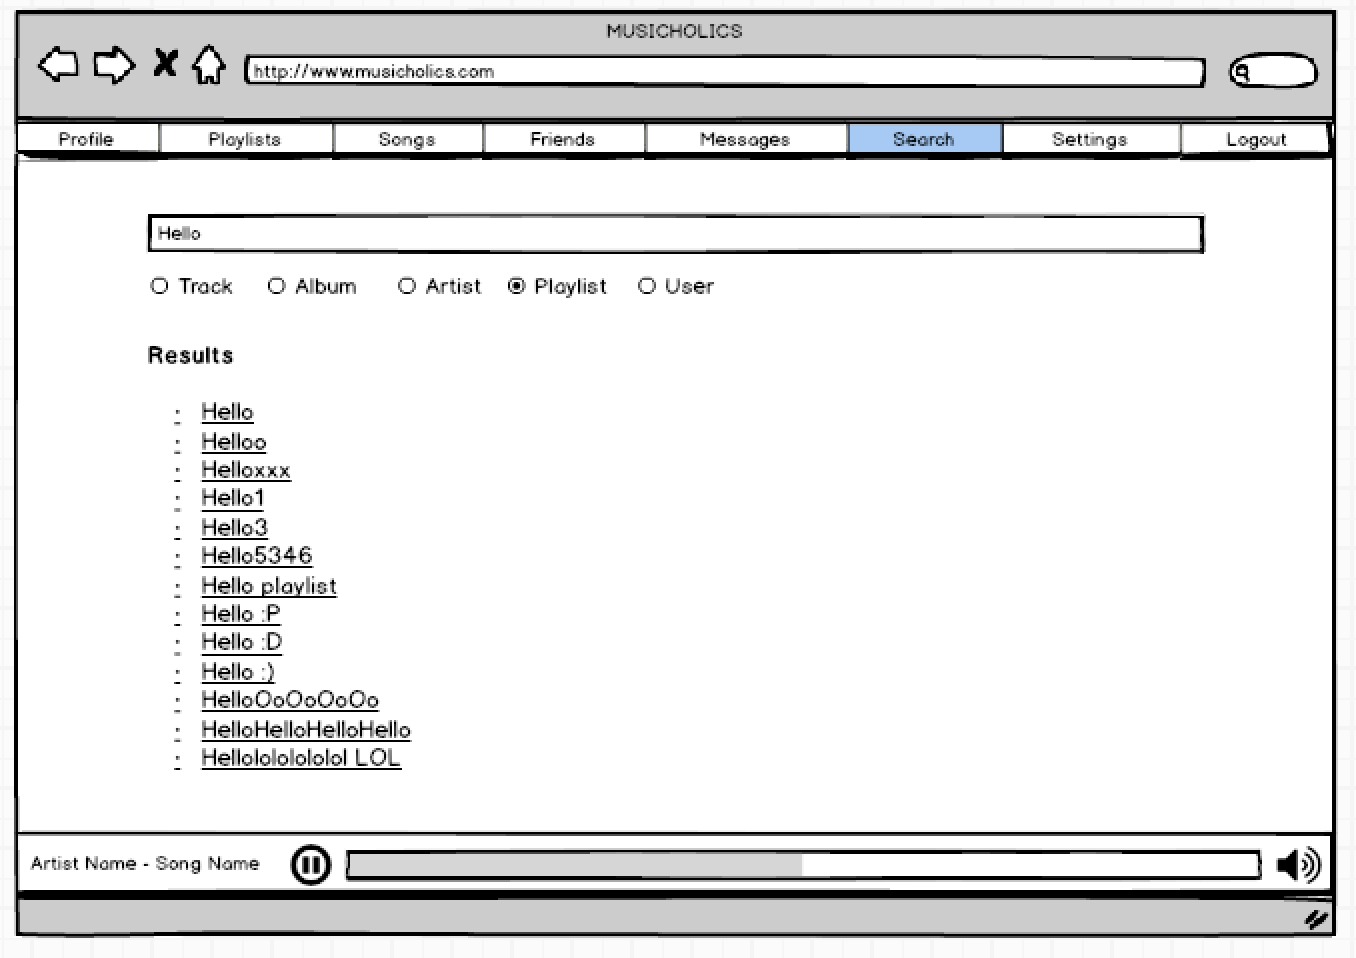 MUSICHOLICS
http://www.musicholics.com
Profile Playlists Songs Friends Messages Search Settings Logout
Hello
Track Album Artist Playlist User
Results
Hello
Helloo
Helloxxx
Hello1
Hello3
Hello5346
Hello playlist
Hello :P
Hello :D
Hello :)
HelloOoOoOoOo
HelloHelloHelloHello
Hellolololololol LOL
Artist Name - Song Name